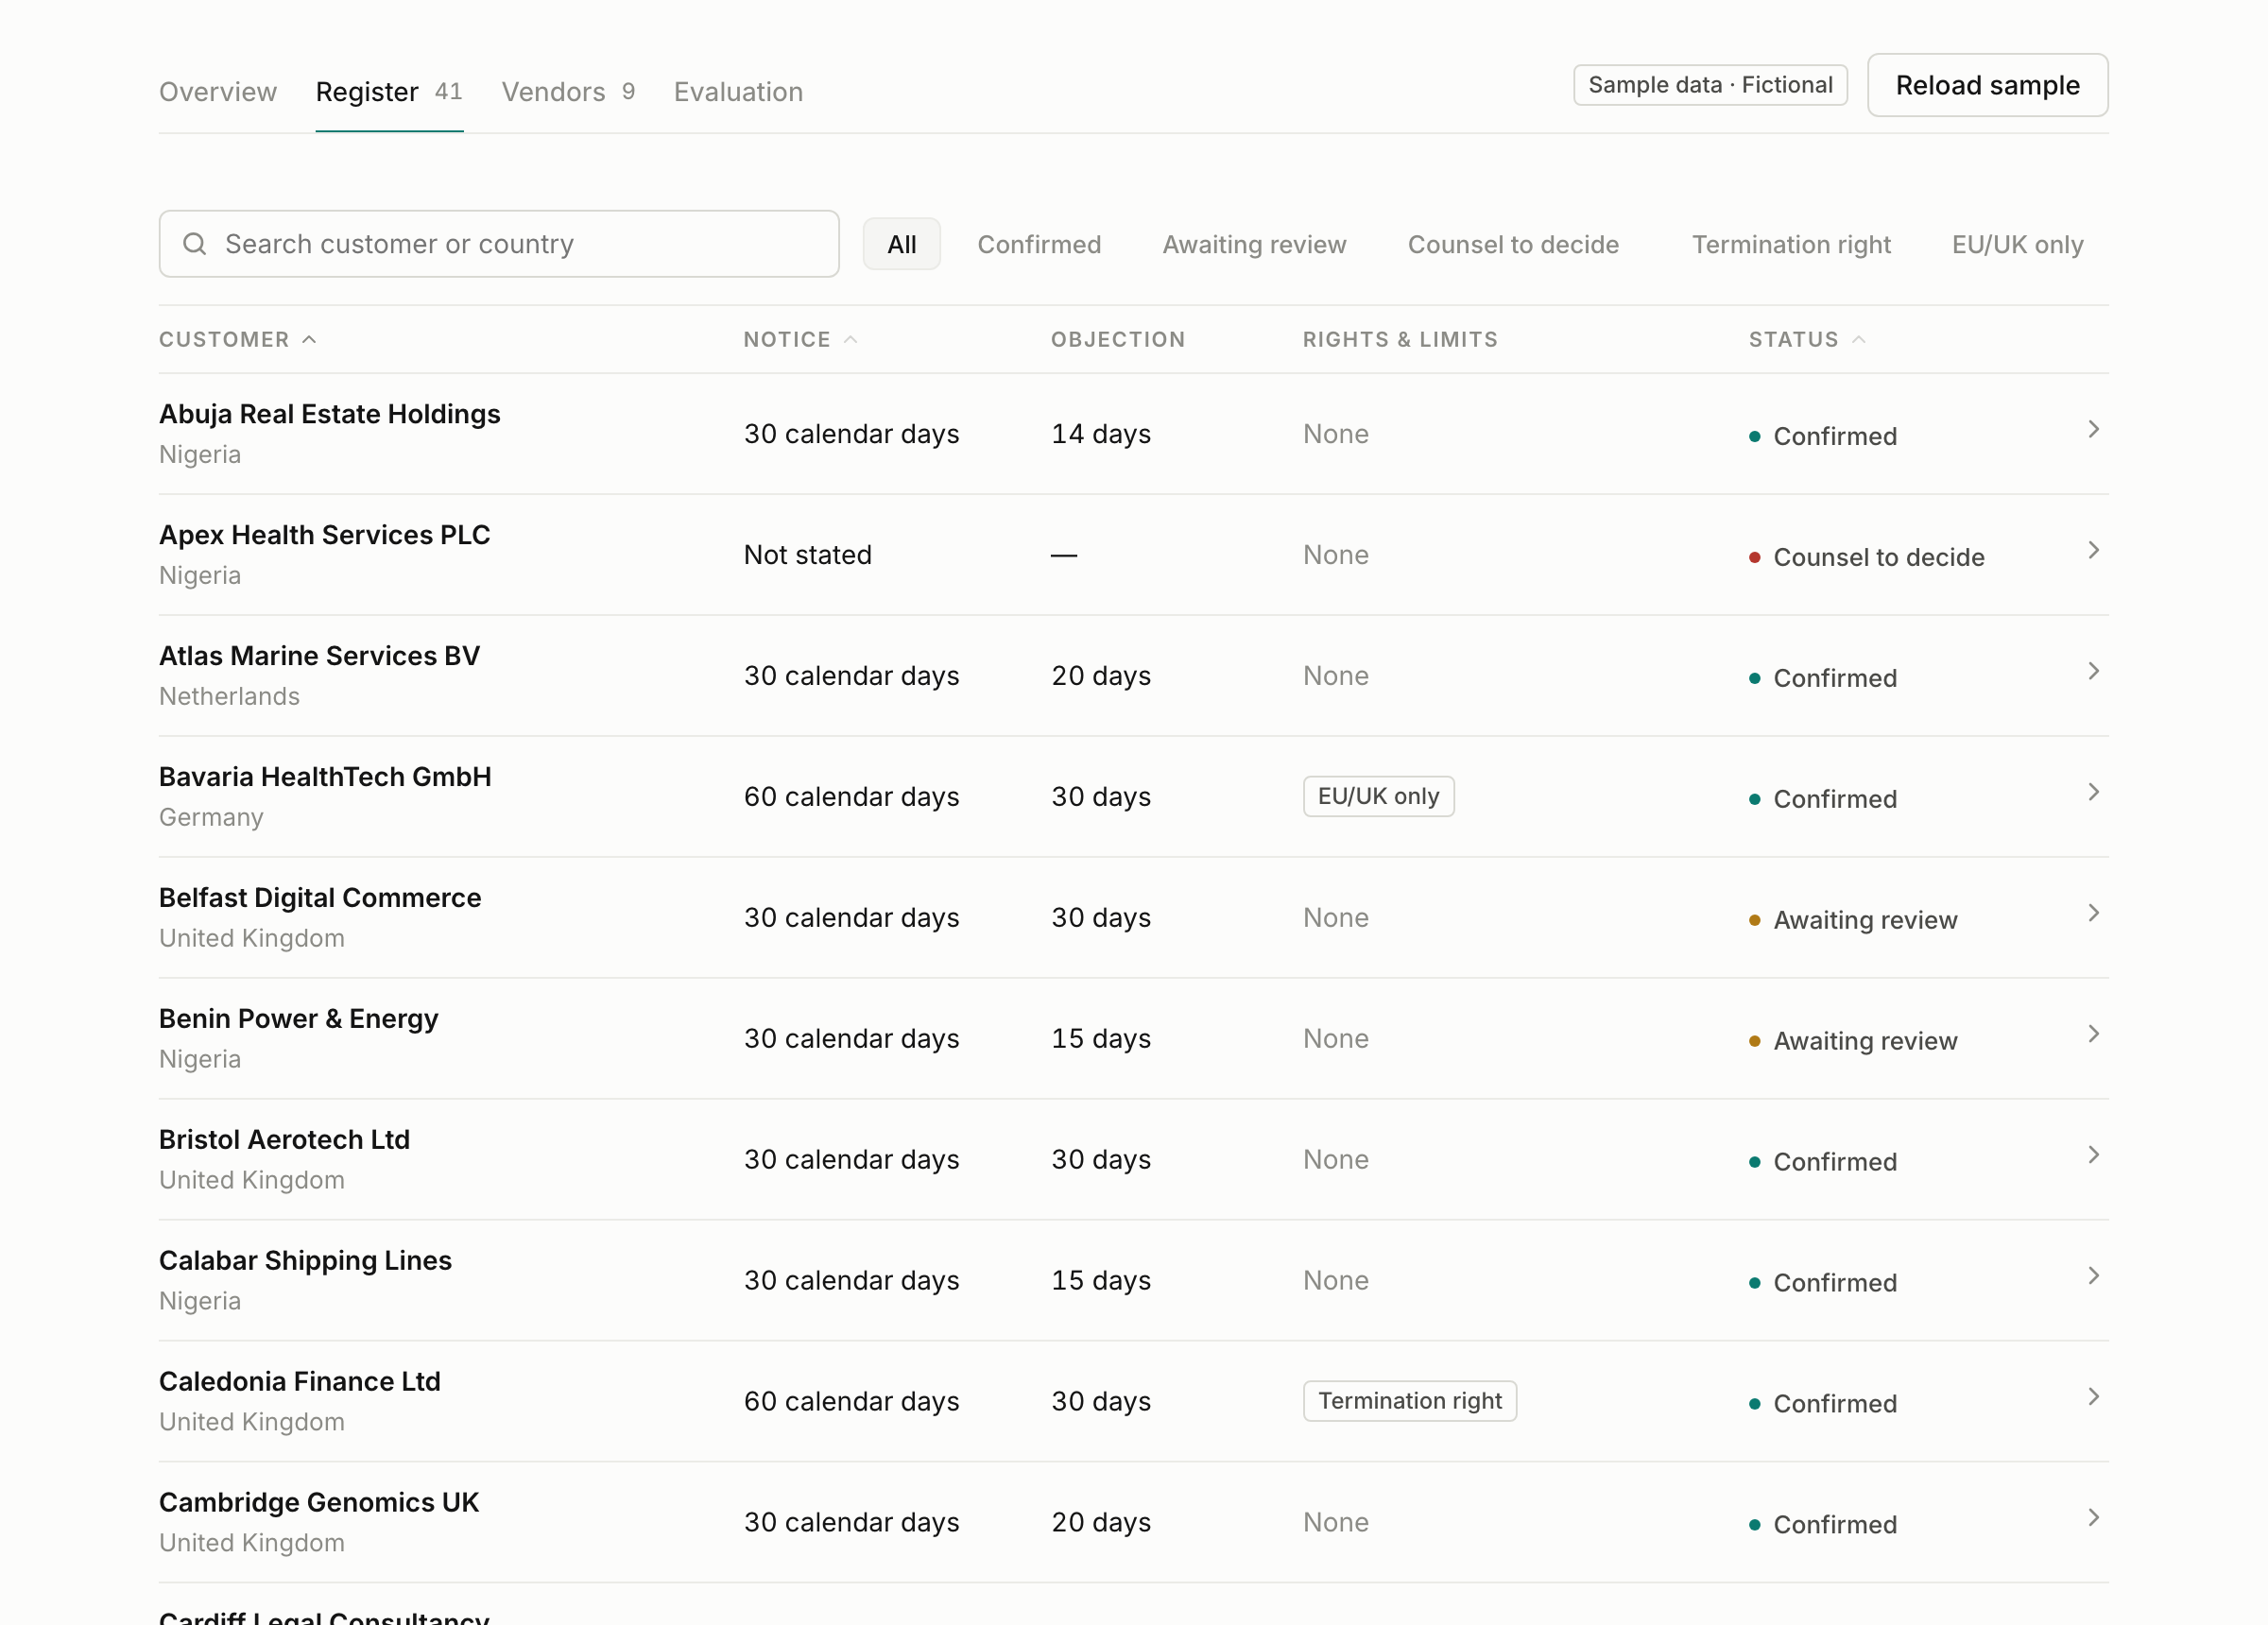 Overview Register 41 Vendors 9 Evaluation Sample data · Fictional Reload sample
Search customer or country All Confirmed Awaiting review Counsel to decide Termination right EU/UK only
CUSTOMER NOTICE OBJECTION RIGHTS & LIMITS STATUS
Abuja Real Estate Holdings
Nigeria
30 calendar days 14 days None Confirmed
Apex Health Services PLC
Nigeria
Not stated — None Counsel to decide
Atlas Marine Services BV
Netherlands
30 calendar days 20 days None Confirmed
Bavaria HealthTech GmbH
Germany
60 calendar days 30 days EU/UK only Confirmed
Belfast Digital Commerce
United Kingdom
30 calendar days 30 days None Awaiting review
Benin Power & Energy
Nigeria
30 calendar days 15 days None Awaiting review
Bristol Aerotech Ltd
United Kingdom
30 calendar days 30 days None Confirmed
Calabar Shipping Lines
Nigeria
30 calendar days 15 days None Confirmed
Caledonia Finance Ltd
United Kingdom
60 calendar days 30 days Termination right Confirmed
Cambridge Genomics UK
United Kingdom
30 calendar days 20 days None Confirmed
Cardiff Legal Consultancy